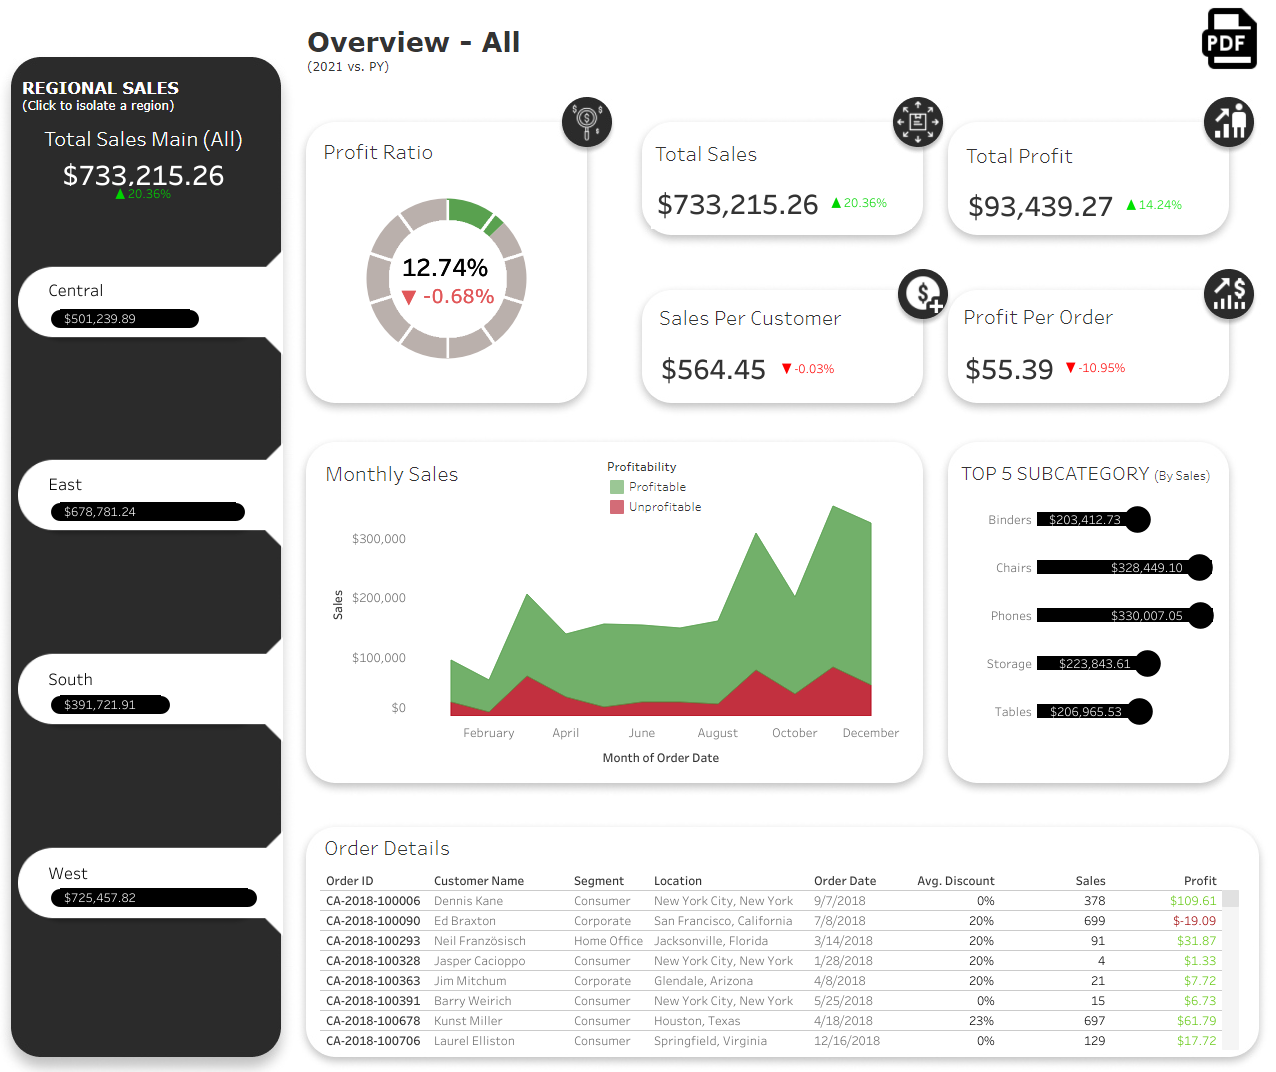 PDF
Overview - All
(2021 vs. PY)
REGIONAL SALES
(Click to isolate a region)
Total Sales Main (All)
$733,215.26
▲ 20.36%
Central
$501,239.89
East
$678,781.24
South
$391,721.91
West
$725,457.82
Profit Ratio
12.74%
▼ -0.68%
Total Sales
$733,215.26 ▲ 20.36%
Total Profit
$93,439.27 ▲ 14.24%
Sales Per Customer
$564.45 ▼ -0.03%
Profit Per Order
$55.39 ▼ -10.95%
Monthly Sales
Profitability
Profitable
Unprofitable
Sales
$300,000
$200,000
$100,000
$0
February April June August October December
Month of Order Date
TOP 5 SUBCATEGORY (By Sales)
Binders $203,412.73
Chairs $328,449.10
Phones $330,007.05
Storage $223,843.61
Tables $206,965.53
Order Details
Order ID Customer Name Segment Location Order Date Avg. Discount Sales Profit
CA-2018-100006 Dennis Kane Consumer New York City, New York 9/7/2018 0% 378 $109.61
CA-2018-100090 Ed Braxton Corporate San Francisco, California 7/8/2018 20% 699 $-19.09
CA-2018-100293 Neil Französisch Home Office Jacksonville, Florida 3/14/2018 20% 91 $31.87
CA-2018-100328 Jasper Cacioppo Consumer New York City, New York 1/28/2018 20% 4 $1.33
CA-2018-100363 Jim Mitchum Corporate Glendale, Arizona 4/8/2018 20% 21 $7.72
CA-2018-100391 Barry Weirich Consumer New York City, New York 5/25/2018 0% 15 $6.73
CA-2018-100678 Kunst Miller Consumer Houston, Texas 4/18/2018 23% 697 $61.79
CA-2018-100706 Laurel Elliston Consumer Springfield, Virginia 12/16/2018 0% 129 $17.72